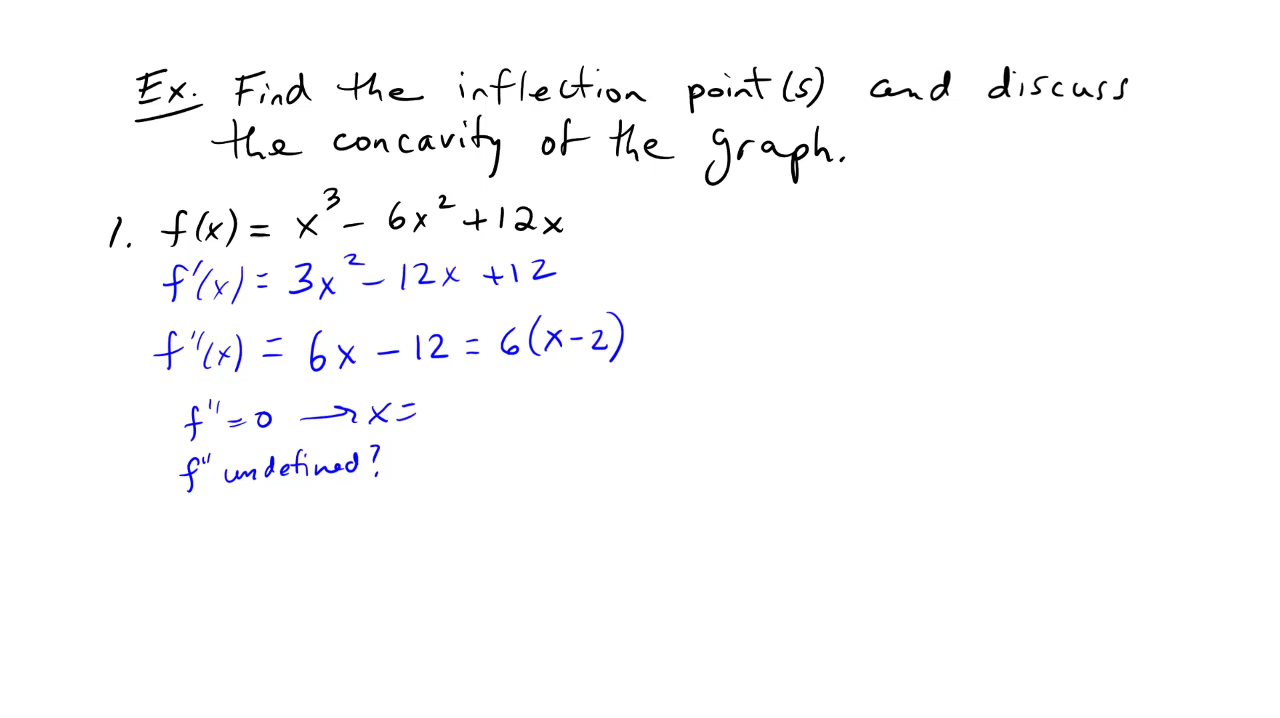 Ex. Find the inflection point(s) and discuss
the concavity of the graph.
1. f(x) = x³ - 6x² + 12x
f'(x) = 3x² - 12x + 12
f''(x) = 6x - 12 = 6(x-2)
f'' = 0 → x =
f'' undefined?